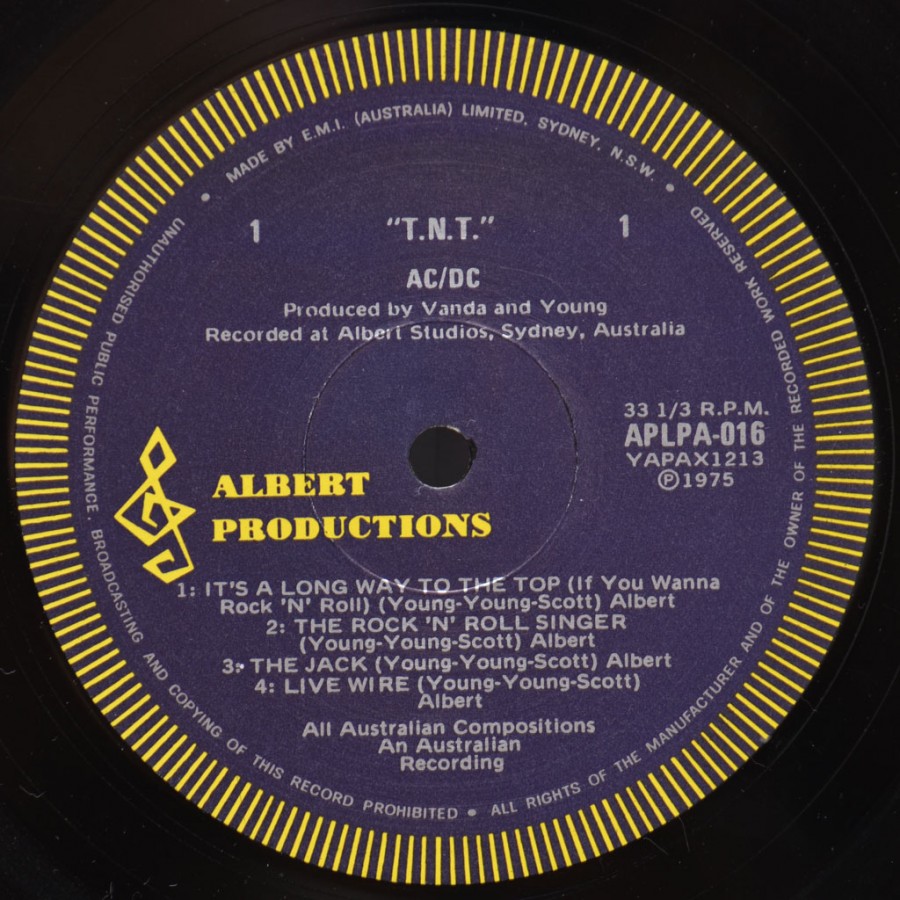 MADE BY E.M.I. (AUSTRALIA) LIMITED. SYDNEY. N.S.W.
1 "T.N.T." 1
AC/DC
Produced by Vanda and Young
Recorded at Albert Studios, Sydney, Australia
33 1/3 R.P.M.
APLPA-016
YAPAX1213
Ⓟ1975
ALBERT
PRODUCTIONS
1: IT'S A LONG WAY TO THE TOP (If You Wanna
Rock 'N' Roll) (Young-Young-Scott) Albert
2: THE ROCK 'N' ROLL SINGER
(Young-Young-Scott) Albert
3: THE JACK (Young-Young-Scott) Albert
4: LIVE WIRE (Young-Young-Scott)
Albert
All Australian Compositions
An Australian
Recording
UNAUTHORISED PUBLIC PERFORMANCE. BROADCASTING AND COPYING OF THIS RECORD PROHIBITED • ALL RIGHTS OF THE MANUFACTURER AND OF THE OWNER OF THE RECORDED WORK RESERVED